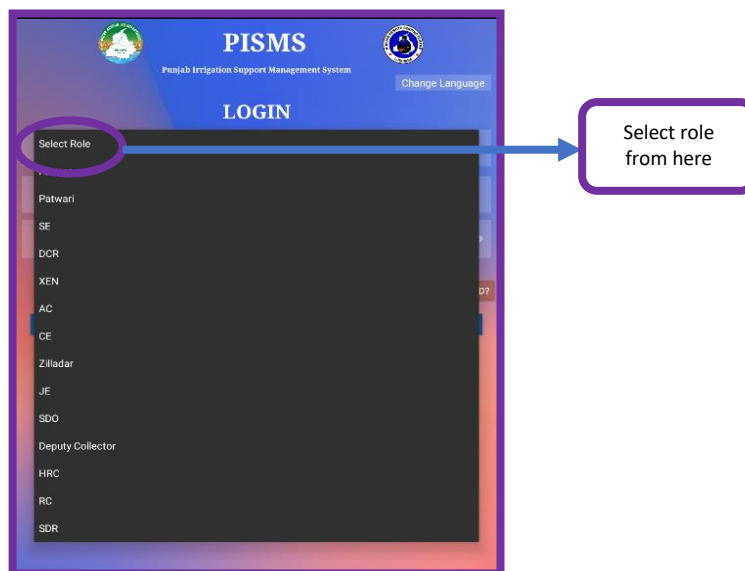 PISMS
Punjab Irrigation Support Management System
Change Language
LOGIN
Select Role
Patwari
SE
DCR
XEN
AC
CE
Zilladar
JE
SDO
Deputy Collector
HRC
RC
SDR
D?
Select role
from here